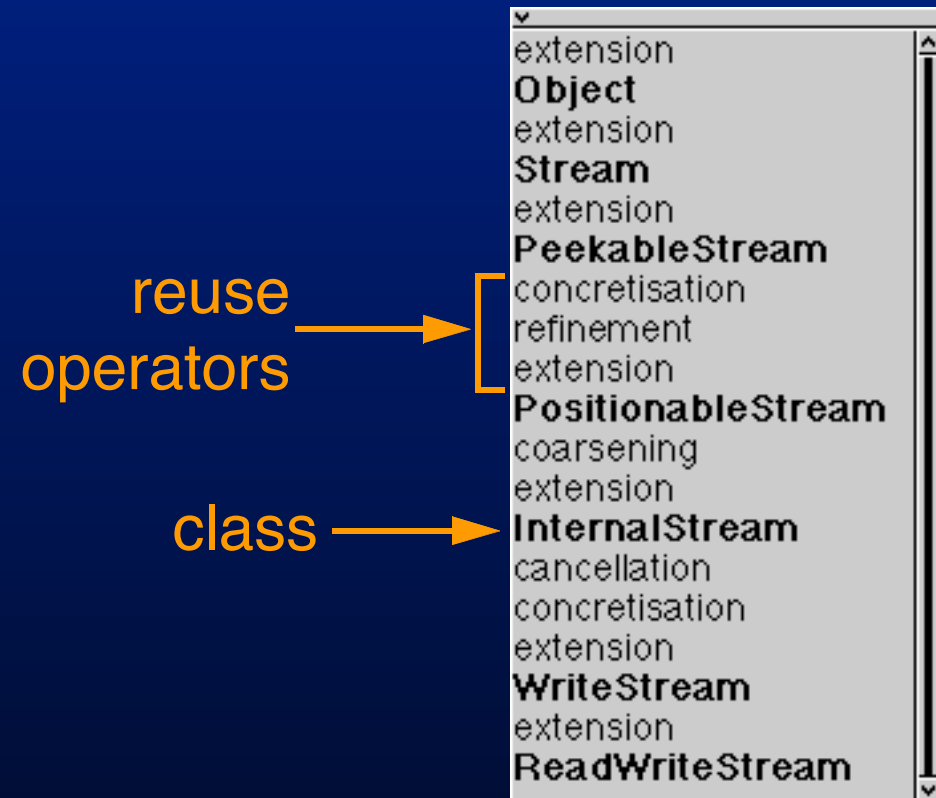 reuse
operators
class
extension
Object
extension
Stream
extension
PeekableStream
concretisation
refinement
extension
PositionableStream
coarsening
extension
InternalStream
cancellation
concretisation
extension
WriteStream
extension
ReadWriteStream